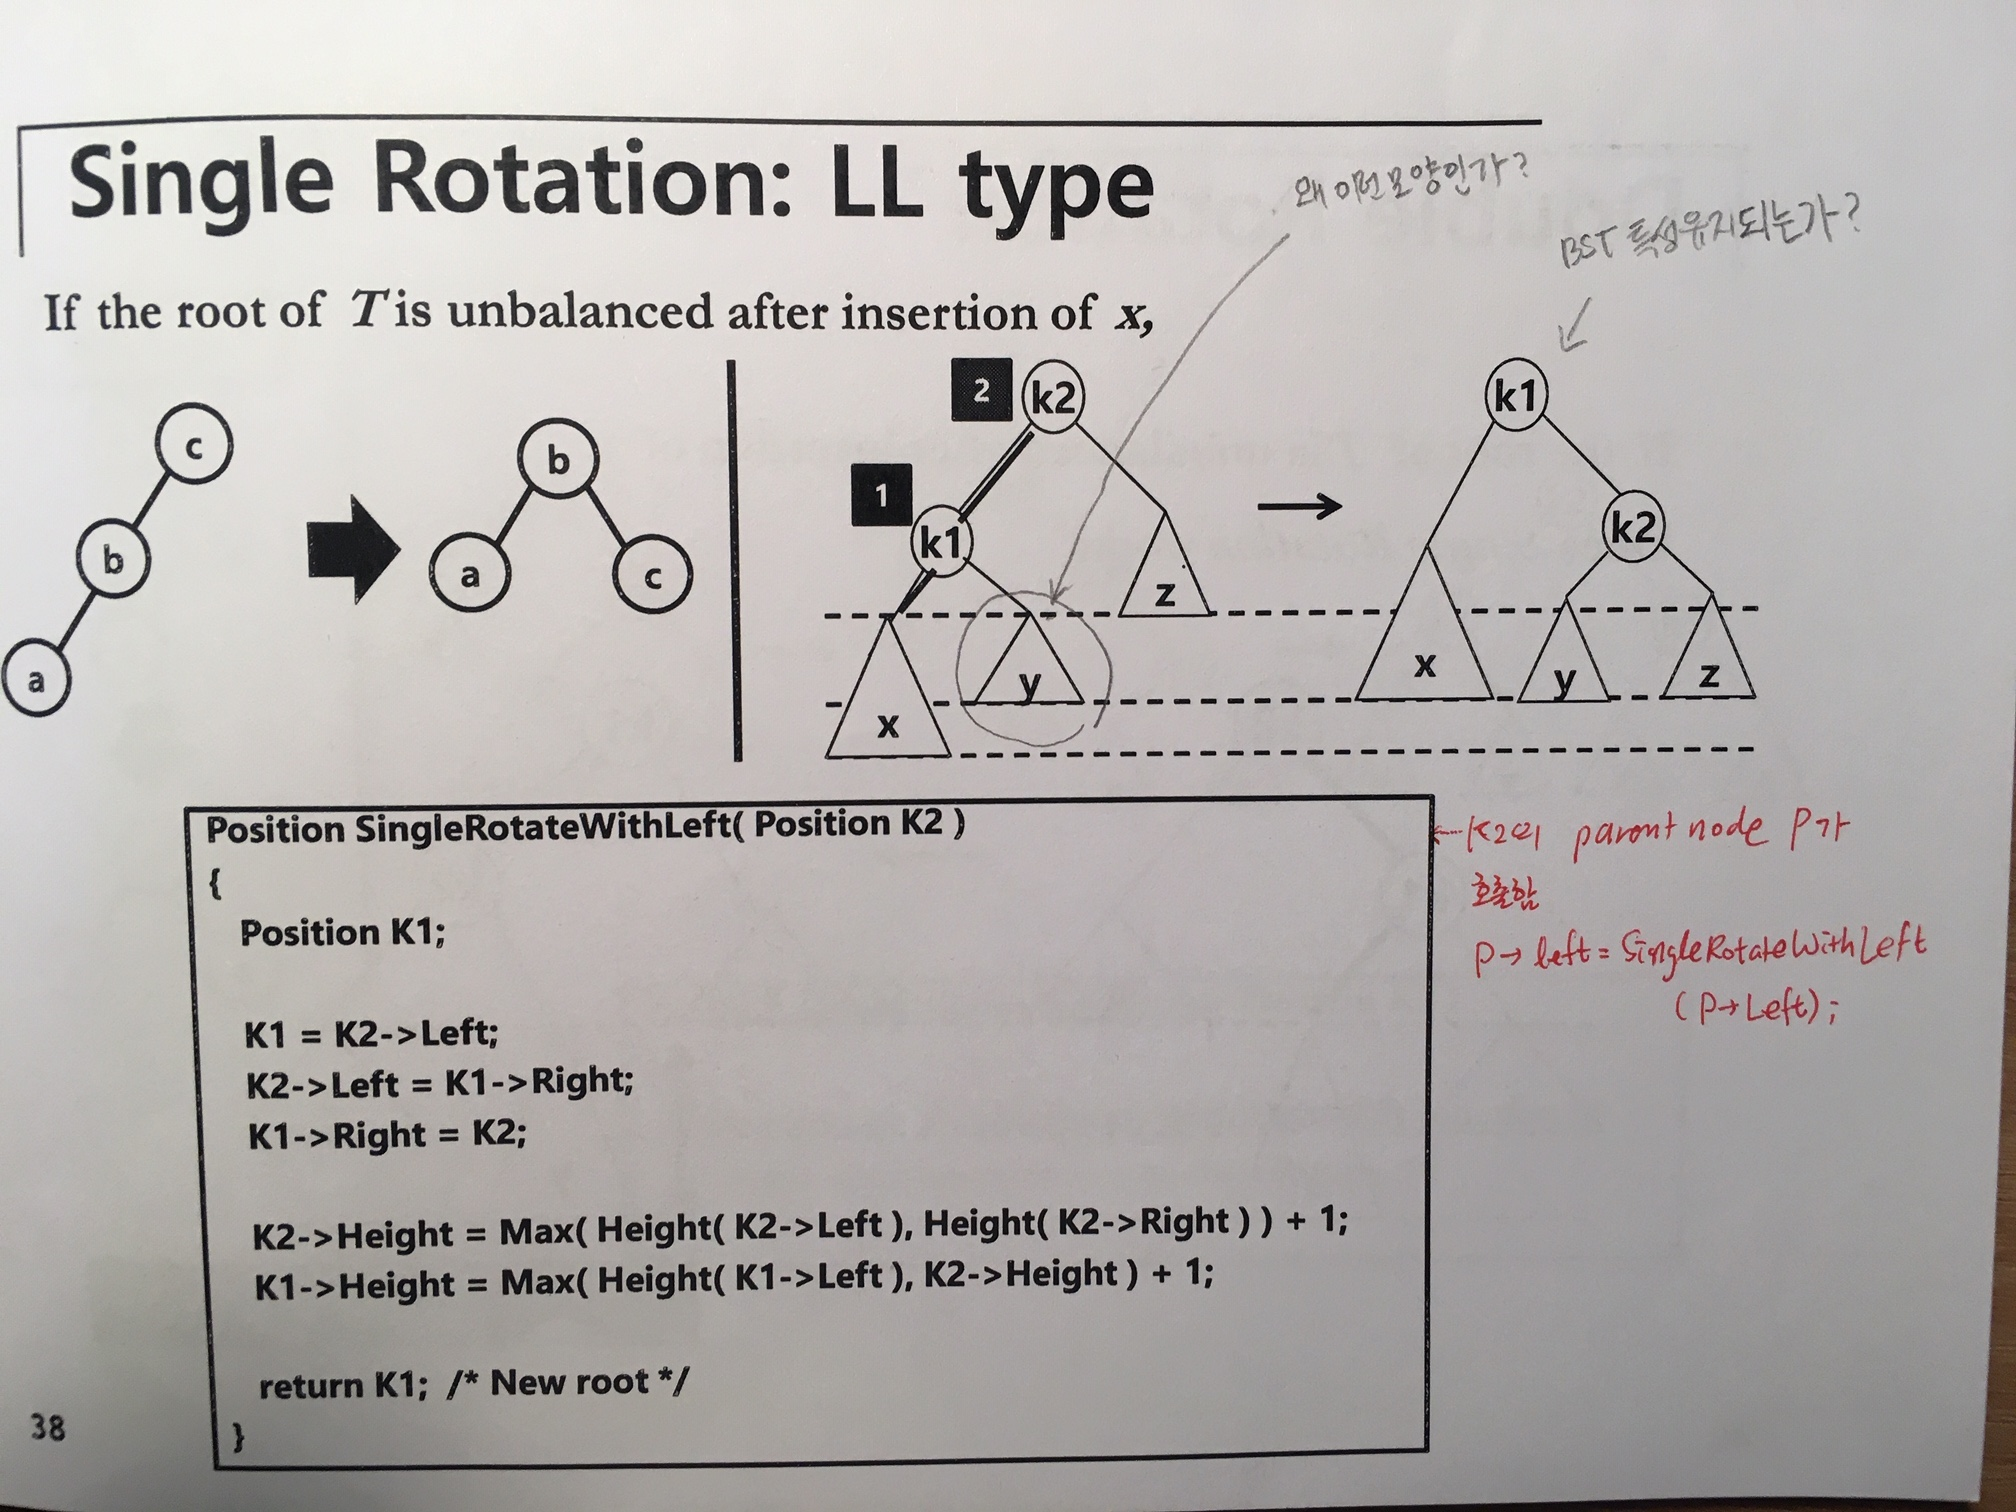 Single Rotation: LL type
왜 이런모양인가?
BST 특성유지되는가?
If the root of T is unbalanced after insertion of x,
c
b
a
b
a
c
2
k2
1
k1
z
y
x
k1
k2
x
y
z
Position SingleRotateWithLeft( Position K2 )
{
Position K1;
K1 = K2->Left;
K2->Left = K1->Right;
K1->Right = K2;
K2->Height = Max( Height( K2->Left ), Height( K2->Right ) ) + 1;
K1->Height = Max( Height( K1->Left ), K2->Height ) + 1;
return K1; /* New root */
}
←K2의 paront node P가
호출함
P→ left = SingleRotateWithLeft
(P→Left);
38